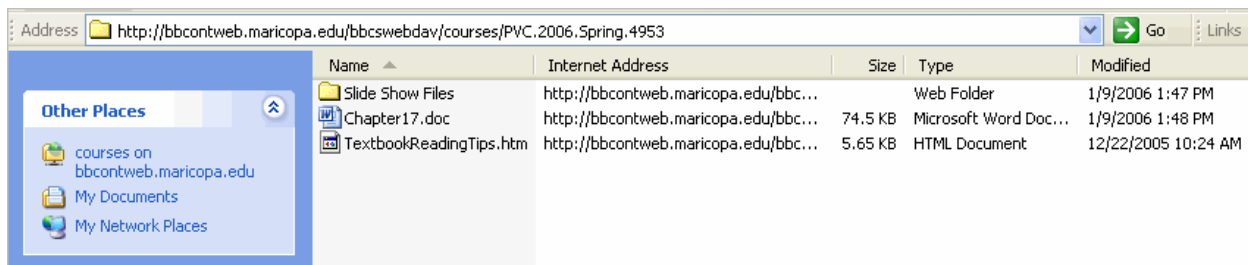 Address http://bbcontweb.maricopa.edu/bbcswebdav/courses/PVC.2006.Spring.4953 Go Links
Name Internet Address Size Type Modified
Slide Show Files http://bbcontweb.maricopa.edu/bbc... Web Folder 1/9/2006 1:47 PM
Other Places
Chapter17.doc http://bbcontweb.maricopa.edu/bbc... 74.5 KB Microsoft Word Doc... 1/9/2006 1:48 PM
TextbookReadingTips.htm http://bbcontweb.maricopa.edu/bbc... 5.65 KB HTML Document 12/22/2005 10:24 AM
courses on
bbcontweb.maricopa.edu
My Documents
My Network Places